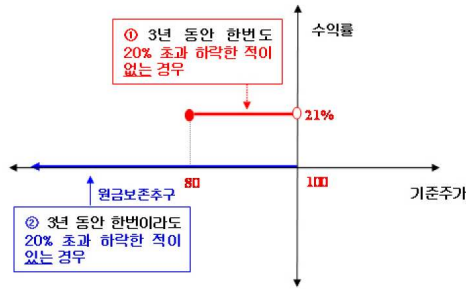 ① 3년 동안 한번도
20% 초과 하락한 적이
없는 경우
수익률
21%
80
100
기준주가
원금보존추구
② 3년 동안 한번이라도
20% 초과 하락한 적이
있는 경우